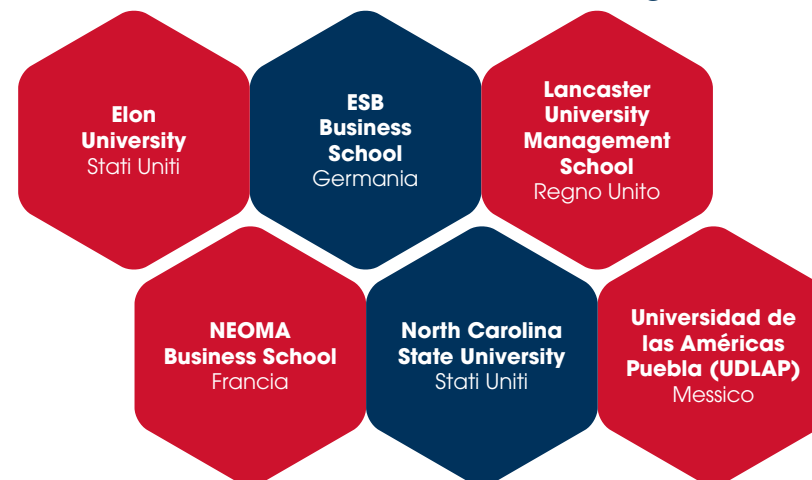 Elon
University
Stati Uniti
ESB
Business
School
Germania
Lancaster
University
Management
School
Regno Unito
NEOMA
Business School
Francia
North Carolina
State University
Stati Uniti
Universidad de
las Américas
Puebla (UDLAP)
Messico